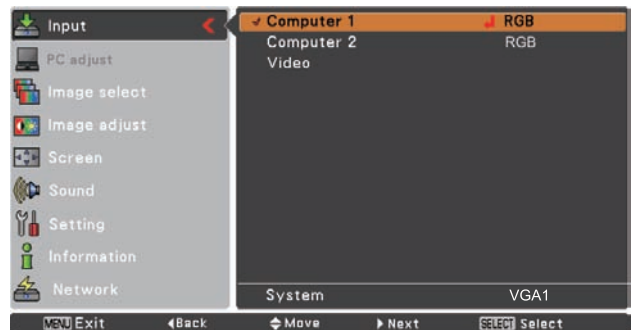 Input
PC adjust
Image select
Image adjust
Screen
Sound
Setting
Information
Network
Computer 1 RGB
Computer 2 RGB
Video
System VGA1
MENU Exit Back Move Next SELECT Select